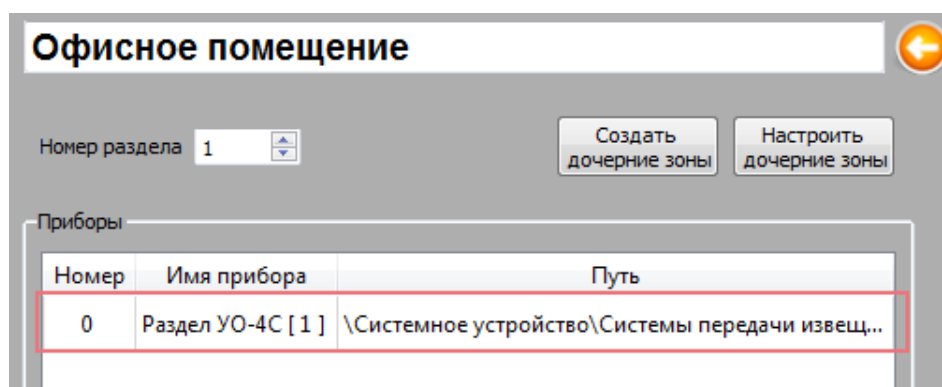 Офисное помещение
Номер раздела 1
Создать дочерние зоны
Настроить дочерние зоны
Приборы
Номер Имя прибора Путь
0 Раздел УО-4С [ 1 ] \Системное устройство\Системы передачи извещ...